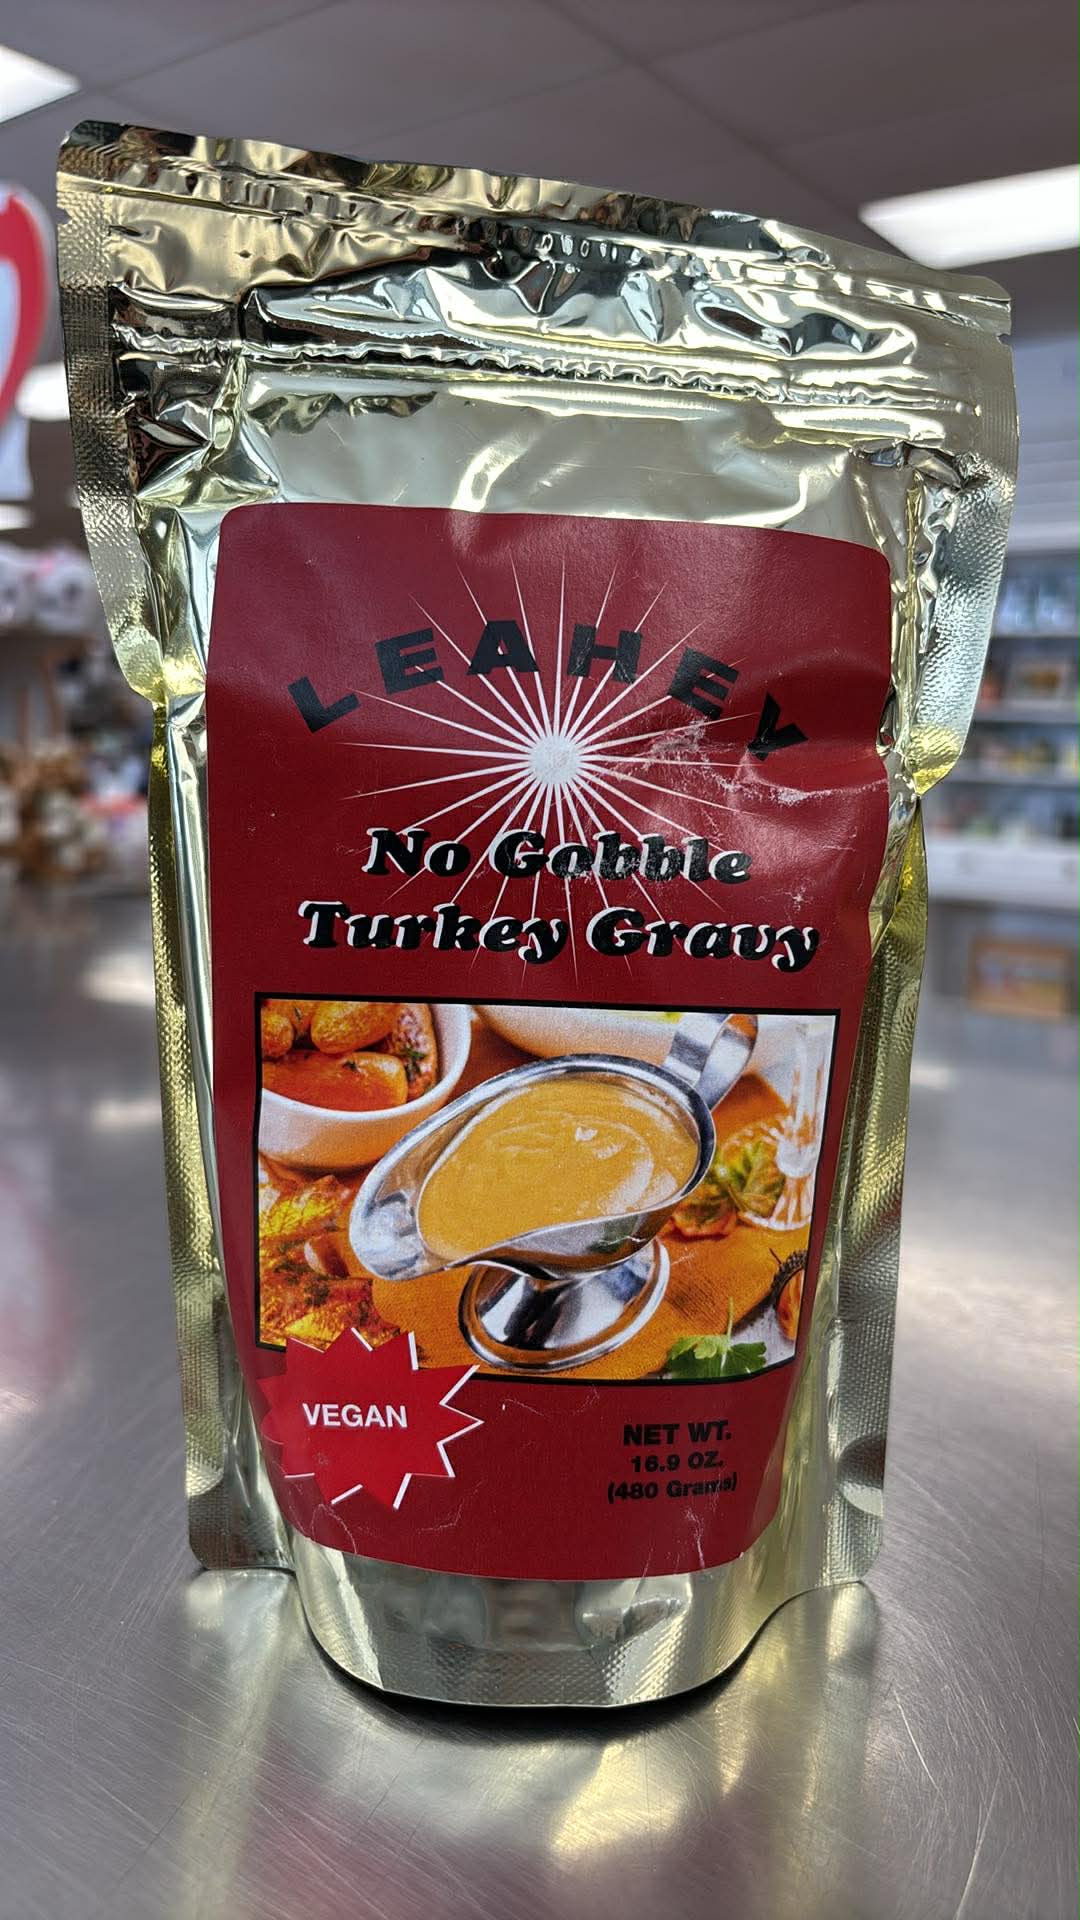 LEAHEY
No Gobble
Turkey Gravy
VEGAN
NET WT.
16.9 OZ.
(480 Grams)